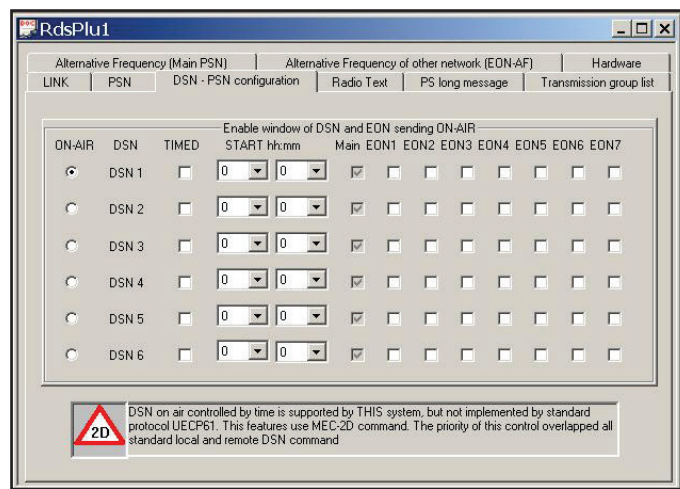 DOC RdsPlu1
Alternative Frequency (Main PSN) Alternative Frequency of other network (EON-AF) Hardware
LINK PSN DSN - PSN configuration Radio Text PS long message Transmission group list
Enable window of DSN and EON sending ON-AIR
ON-AIR DSN TIMED START hh:mm Main EON1 EON2 EON3 EON4 EON5 EON6 EON7
DSN 1 0 0
DSN 2 0 0
DSN 3 0 0
DSN 4 0 0
DSN 5 0 0
DSN 6 0 0
2D
DSN on air controlled by time is supported by THIS system, but not implemented by standard
protocol UECP61. This features use MEC-2D command. The priority of this control overlapped all
standard local and remote DSN command